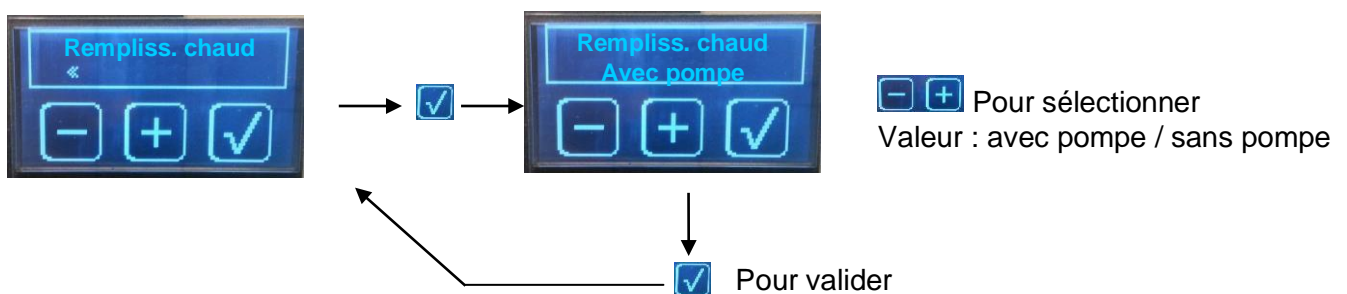 Rempliss. chaud
«
Rempliss. chaud
Avec pompe
Pour sélectionner
Valeur : avec pompe / sans pompe
Pour valider